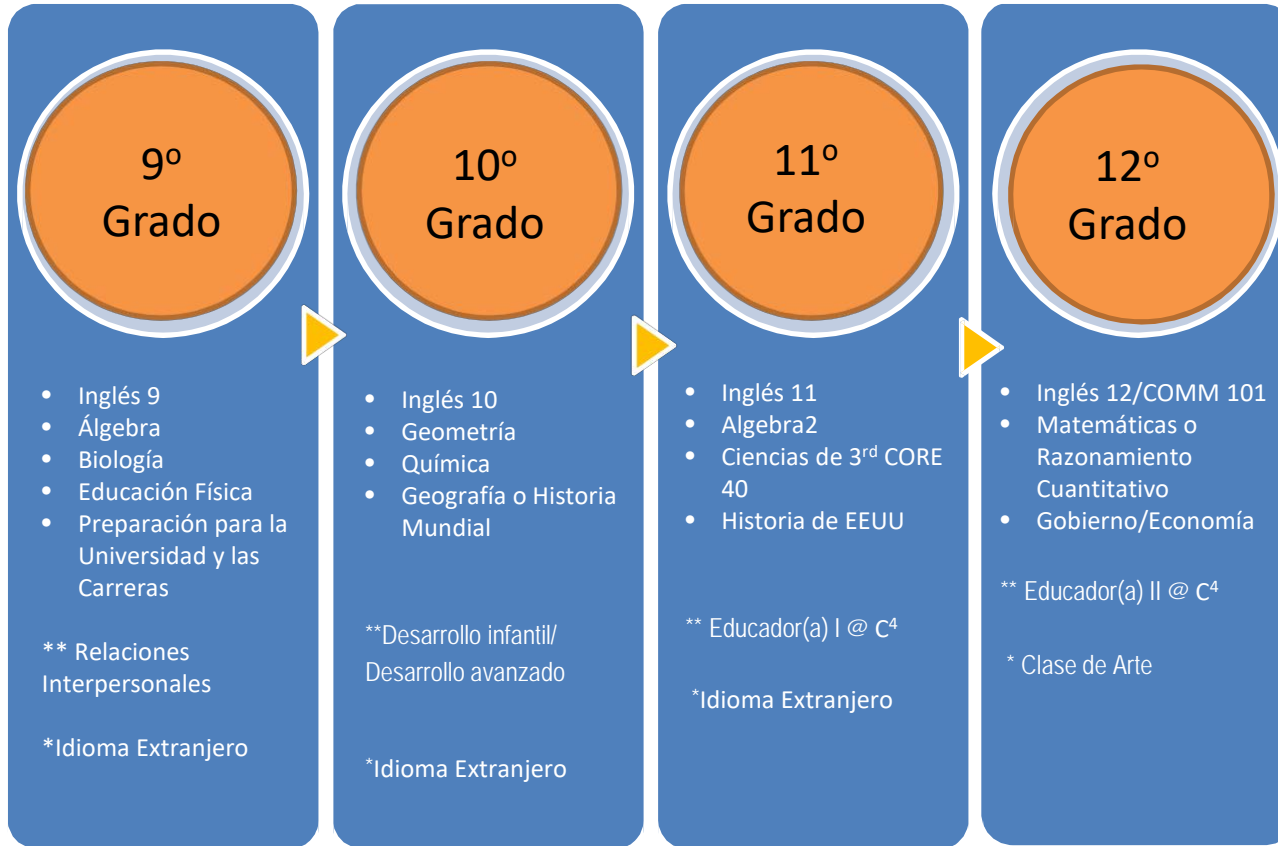 9º
Grado
• Inglés 9
• Álgebra
• Biología
• Educación Física
• Preparación para la
Universidad y las
Carreras
** Relaciones
Interpersonales
*Idioma Extranjero
10º
Grado
• Inglés 10
• Geometría
• Química
• Geografía o Historia
Mundial
**Desarrollo infantil/
Desarrollo avanzado
*Idioma Extranjero
11º
Grado
• Inglés 11
• Algebra2
• Ciencias de 3rd CORE
40
• Historia de EEUU
** Educador(a) I @ C⁴
*Idioma Extranjero
12º
Grado
• Inglés 12/COMM 101
• Matemáticas o
Razonamiento
Cuantitativo
• Gobierno/Economía
** Educador(a) II @ C⁴
* Clase de Arte